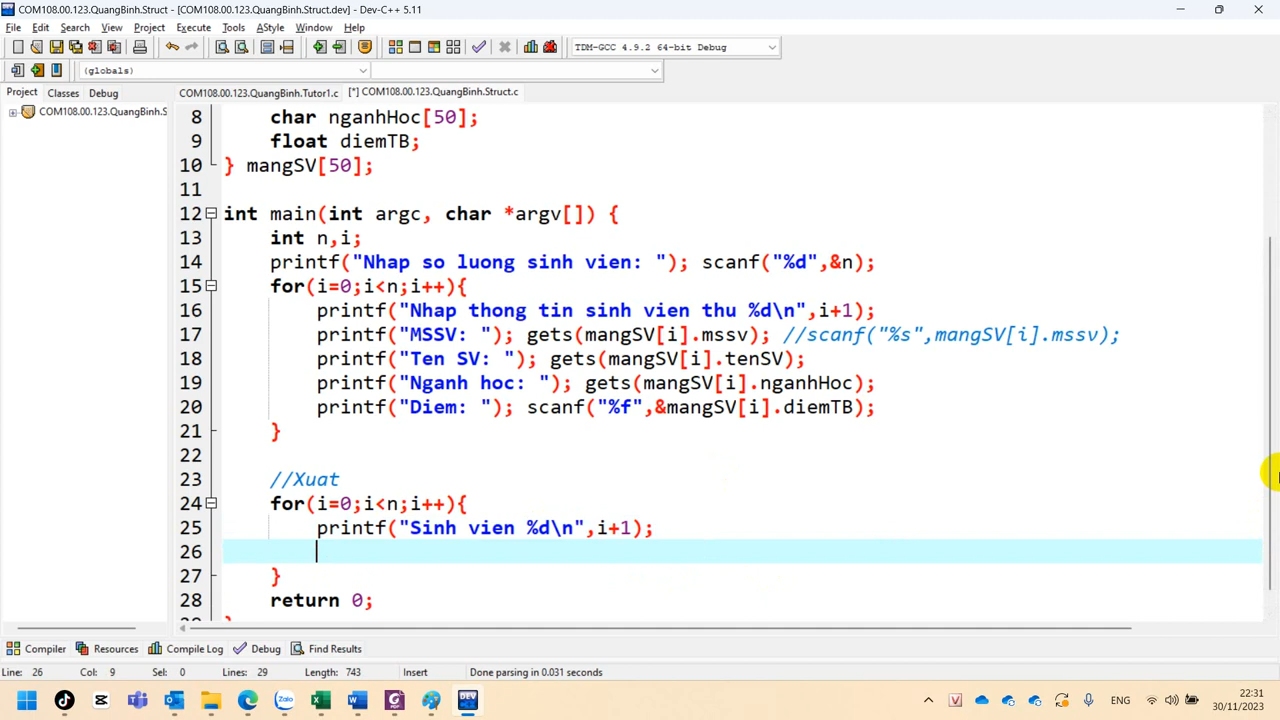 COM108.00.123.QuangBinh.Struct - [COM108.00.123.QuangBinh.Struct.dev] - Dev-C++ 5.11
File Edit Search View Project Execute Tools AStyle Window Help
TDM-GCC 4.9.2 64-bit Debug
(globals)
Project Classes Debug
COM108.00.123.QuangBinh.Tutor1.c [*] COM108.00.123.QuangBinh.Struct.c
COM108.00.123.QuangBinh.S
8 char nganhHoc[50];
9 float diemTB;
10 } mangSV[50];
11
12 int main(int argc, char *argv[]) {
13 int n,i;
14 printf("Nhap so luong sinh vien: "); scanf("%d",&n);
15 for(i=0;i<n;i++){
16 printf("Nhap thong tin sinh vien thu %d\n",i+1);
17 printf("MSSV: "); gets(mangSV[i].mssv); //scanf("%s",mangSV[i].mssv);
18 printf("Ten SV: "); gets(mangSV[i].tenSV);
19 printf("Nganh hoc: "); gets(mangSV[i].nganhHoc);
20 printf("Diem: "); scanf("%f",&mangSV[i].diemTB);
21 }
22
23 //Xuat
24 for(i=0;i<n;i++){
25 printf("Sinh vien %d\n",i+1);
26
27 }
28 return 0;
Compiler Resources Compile Log Debug Find Results
Line: 26 Col: 9 Sel: 0 Lines: 29 Length: 743 Insert Done parsing in 0.031 seconds
ENG 22:31
30/11/2023